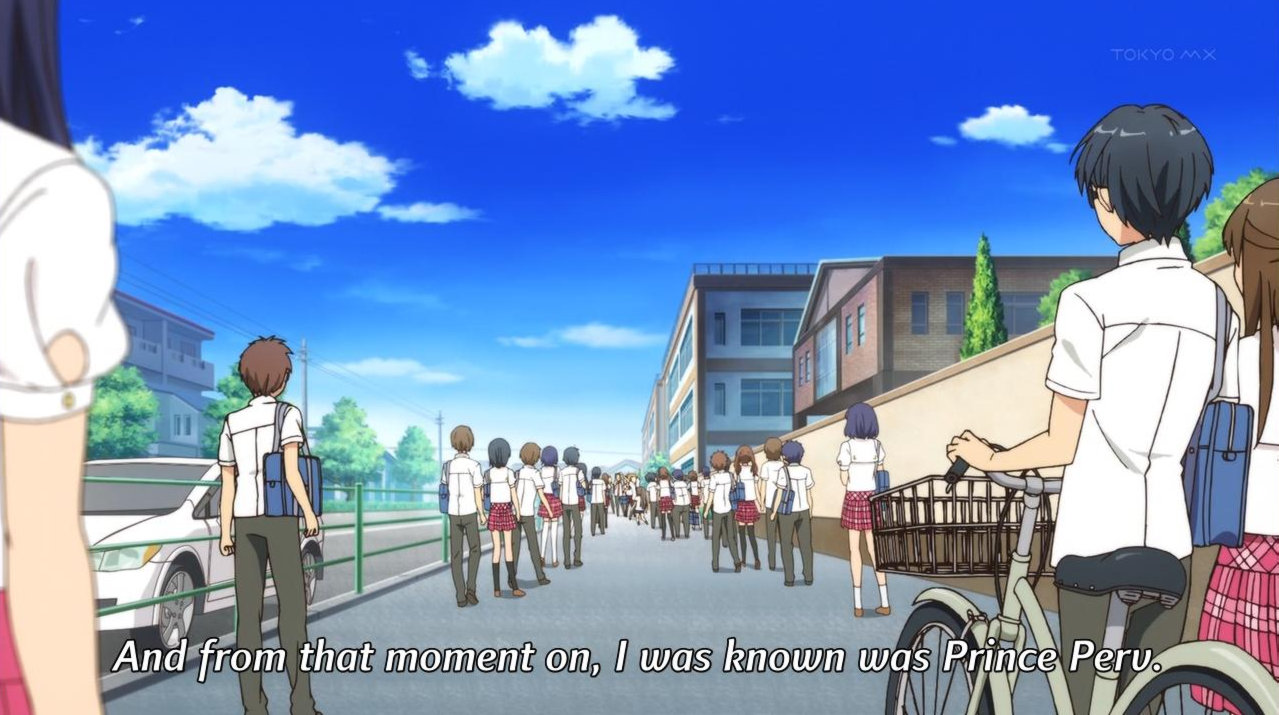 TOKYO MX
And from that moment on, I was known was Prince Perv.